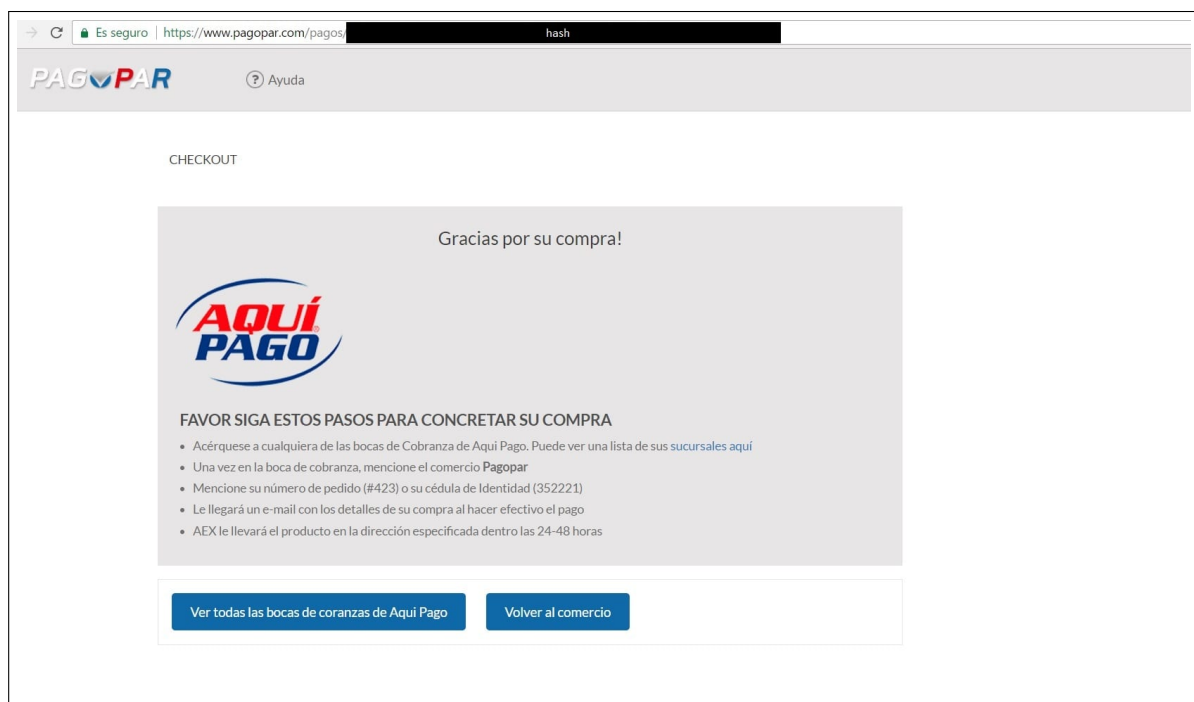 Es seguro | https://www.pagopar.com/pagos/ hash
PAGOPAR ? Ayuda
CHECKOUT
Gracias por su compra!
AQUÍ
PAGO
FAVOR SIGA ESTOS PASOS PARA CONCRETAR SU COMPRA
• Acérquese a cualquiera de las bocas de Cobranza de Aqui Pago. Puede ver una lista de sus sucursales aquí
• Una vez en la boca de cobranza, mencione el comercio Pagopar
• Mencione su número de pedido (#423) o su cédula de Identidad (352221)
• Le llegará un e-mail con los detalles de su compra al hacer efectivo el pago
• AEX le llevará el producto en la dirección especificada dentro las 24-48 horas
Ver todas las bocas de coranzas de Aqui Pago Volver al comercio